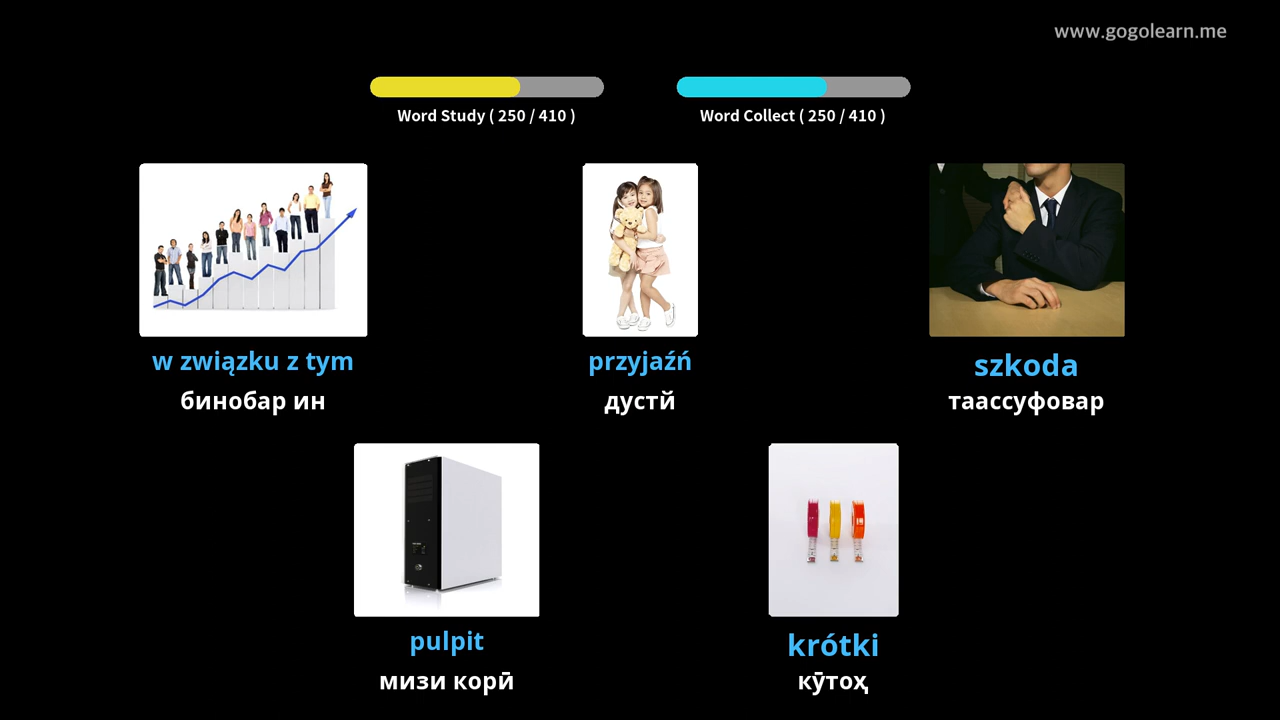 www.gogolearn.me
Word Study ( 250 / 410 )
Word Collect ( 250 / 410 )
w związku z tym
бинобар ин
przyjaźń
дустй
szkoda
таассуфовар
pulpit
мизи корӣ
krótki
кӯтоҳ